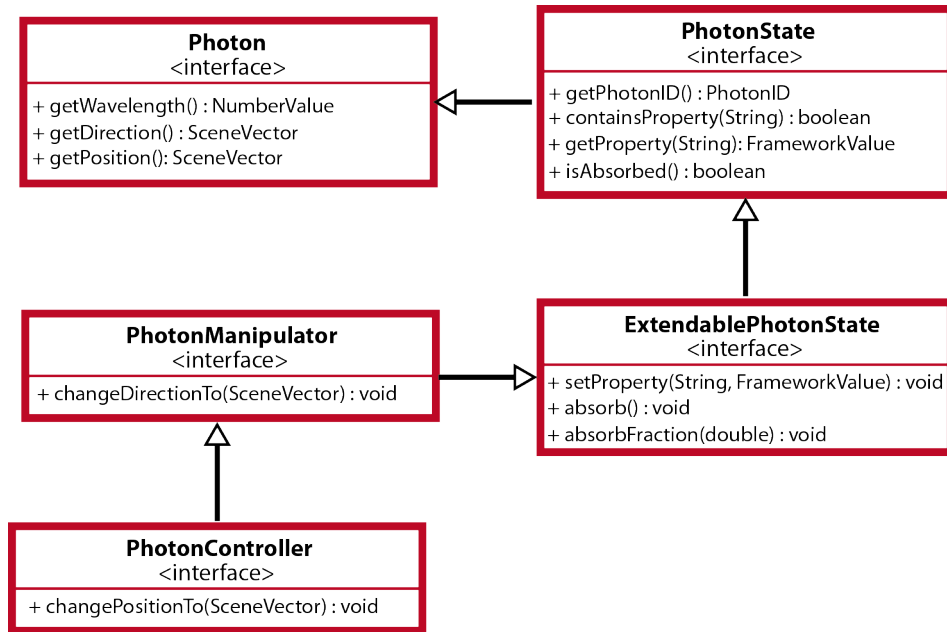 Photon
<interface>
+ getWavelength() : NumberValue
+ getDirection() : SceneVector
+ getPosition(): SceneVector
PhotonState
<interface>
+ getPhotonID() : PhotonID
+ containsProperty(String) : boolean
+ getProperty(String): FrameworkValue
+ isAbsorbed() : boolean
PhotonManipulator
<interface>
+ changeDirectionTo(SceneVector) : void
ExtendablePhotonState
<interface>
+ setProperty(String, FrameworkValue) : void
+ absorb() : void
+ absorbFraction(double) : void
PhotonController
<interface>
+ changePositionTo(SceneVector) : void